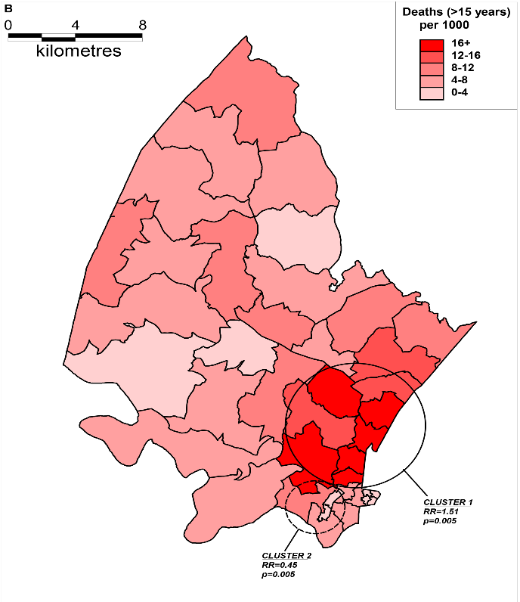 B
0 4 8
kilometres
Deaths (>15 years)
per 1000
16+
12-16
8-12
4-8
0-4
CLUSTER 1
RR=1.51
p=0.005
CLUSTER 2
RR=0.45
p=0.005